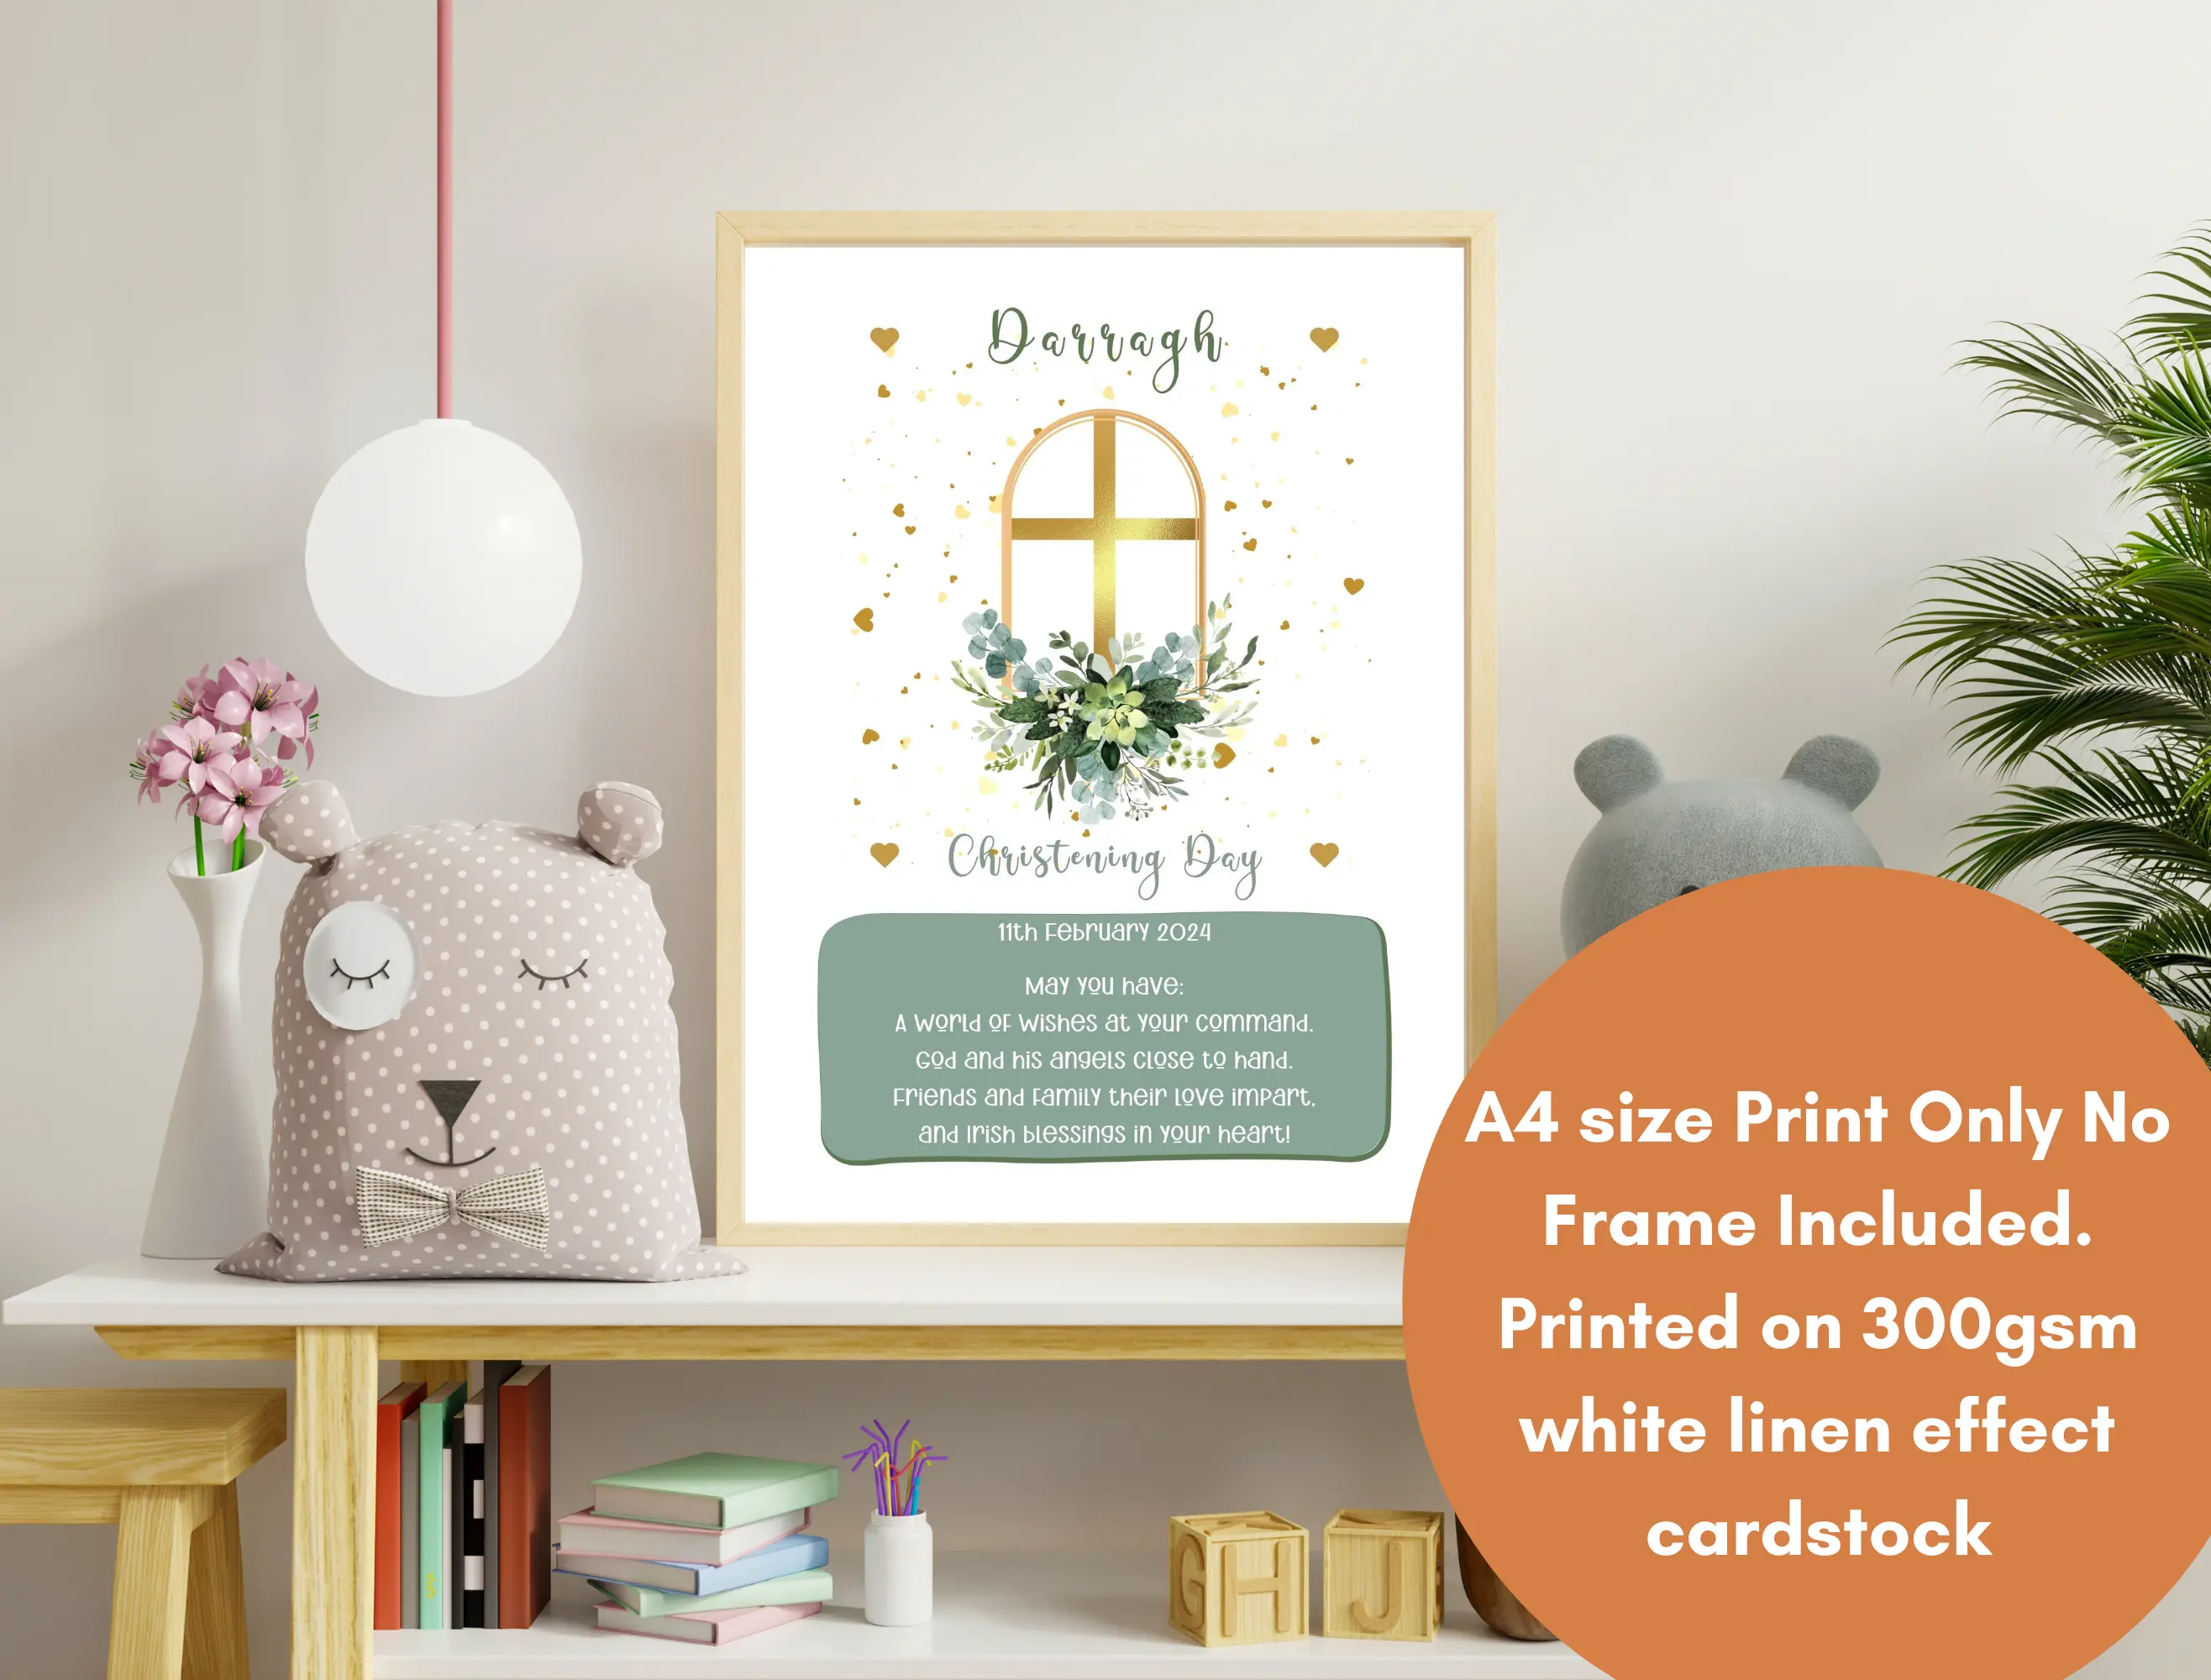 Darragh
Christening Day
11th February 2024
May you have:
A world of wishes at your command.
God and his angels close to hand.
Friends and family their love impart,
and Irish blessings in your heart!
A4 size Print Only No
Frame Included.
Printed on 300gsm
white linen effect
cardstock
G H J